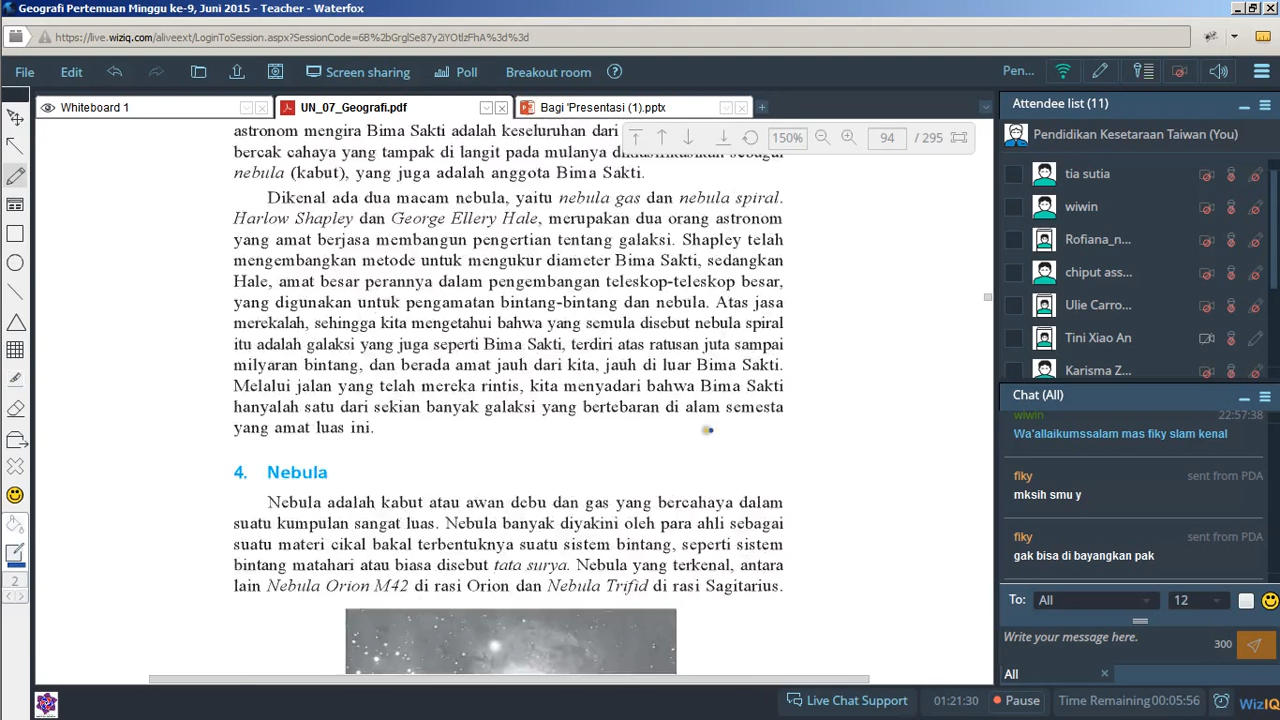 Geografi Pertemuan Minggu ke-9, Juni 2015 - Teacher - Waterfox
https://live.wiziq.com/aliveext/LoginToSession.aspx?SessionCode=6B%2bGrglSe87y2iYOtlzFhA%3d%3d
File Edit Screen sharing Poll Breakout room Pen...
Whiteboard 1 UN_07_Geografi.pdf Bagi 'Presentasi (1).pptx
150% 94 / 295
astronom mengira Bima Sakti adalah keseluruhan dari
bercak cahaya yang tampak di langit pada mulanya diklasifikasikan sebagai
nebula (kabut), yang juga adalah anggota Bima Sakti.
Dikenal ada dua macam nebula, yaitu nebula gas dan nebula spiral.
Harlow Shapley dan George Ellery Hale, merupakan dua orang astronom
yang amat berjasa membangun pengertian tentang galaksi. Shapley telah
mengembangkan metode untuk mengukur diameter Bima Sakti, sedangkan
Hale, amat besar perannya dalam pengembangan teleskop-teleskop besar,
yang digunakan untuk pengamatan bintang-bintang dan nebula. Atas jasa
merekalah, sehingga kita mengetahui bahwa yang semula disebut nebula spiral
itu adalah galaksi yang juga seperti Bima Sakti, terdiri atas ratusan juta sampai
milyaran bintang, dan berada amat jauh dari kita, jauh di luar Bima Sakti.
Melalui jalan yang telah mereka rintis, kita menyadari bahwa Bima Sakti
hanyalah satu dari sekian banyak galaksi yang bertebaran di alam semesta
yang amat luas ini.
4. Nebula
Nebula adalah kabut atau awan debu dan gas yang bercahaya dalam
suatu kumpulan sangat luas. Nebula banyak diyakini oleh para ahli sebagai
suatu materi cikal bakal terbentuknya suatu sistem bintang, seperti sistem
bintang matahari atau biasa disebut tata surya. Nebula yang terkenal, antara
lain Nebula Orion M42 di rasi Orion dan Nebula Trifid di rasi Sagitarius.
2
Attendee list (11)
Pendidikan Kesetaraan Taiwan (You)
tia sutia
wiwin
Rofiana_n...
chiput ass...
Ulie Carro...
Tini Xiao An
Karisma Z...
Chat (All)
wiwin 22:57:38
Wa'allaikumssalam mas fiky slam kenal
fiky sent from PDA
mksih smu y
fiky sent from PDA
gak bisa di bayangkan pak
To: All 12
Write your message here. 300
All
Live Chat Support 01:21:30 Pause Time Remaining 00:05:56 WizIQ